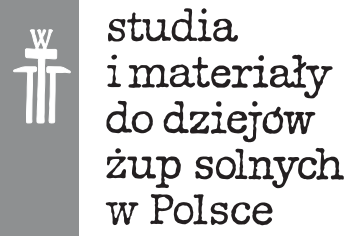 W
studia
i materiały
do dziejów
żup solnych
w Polsce